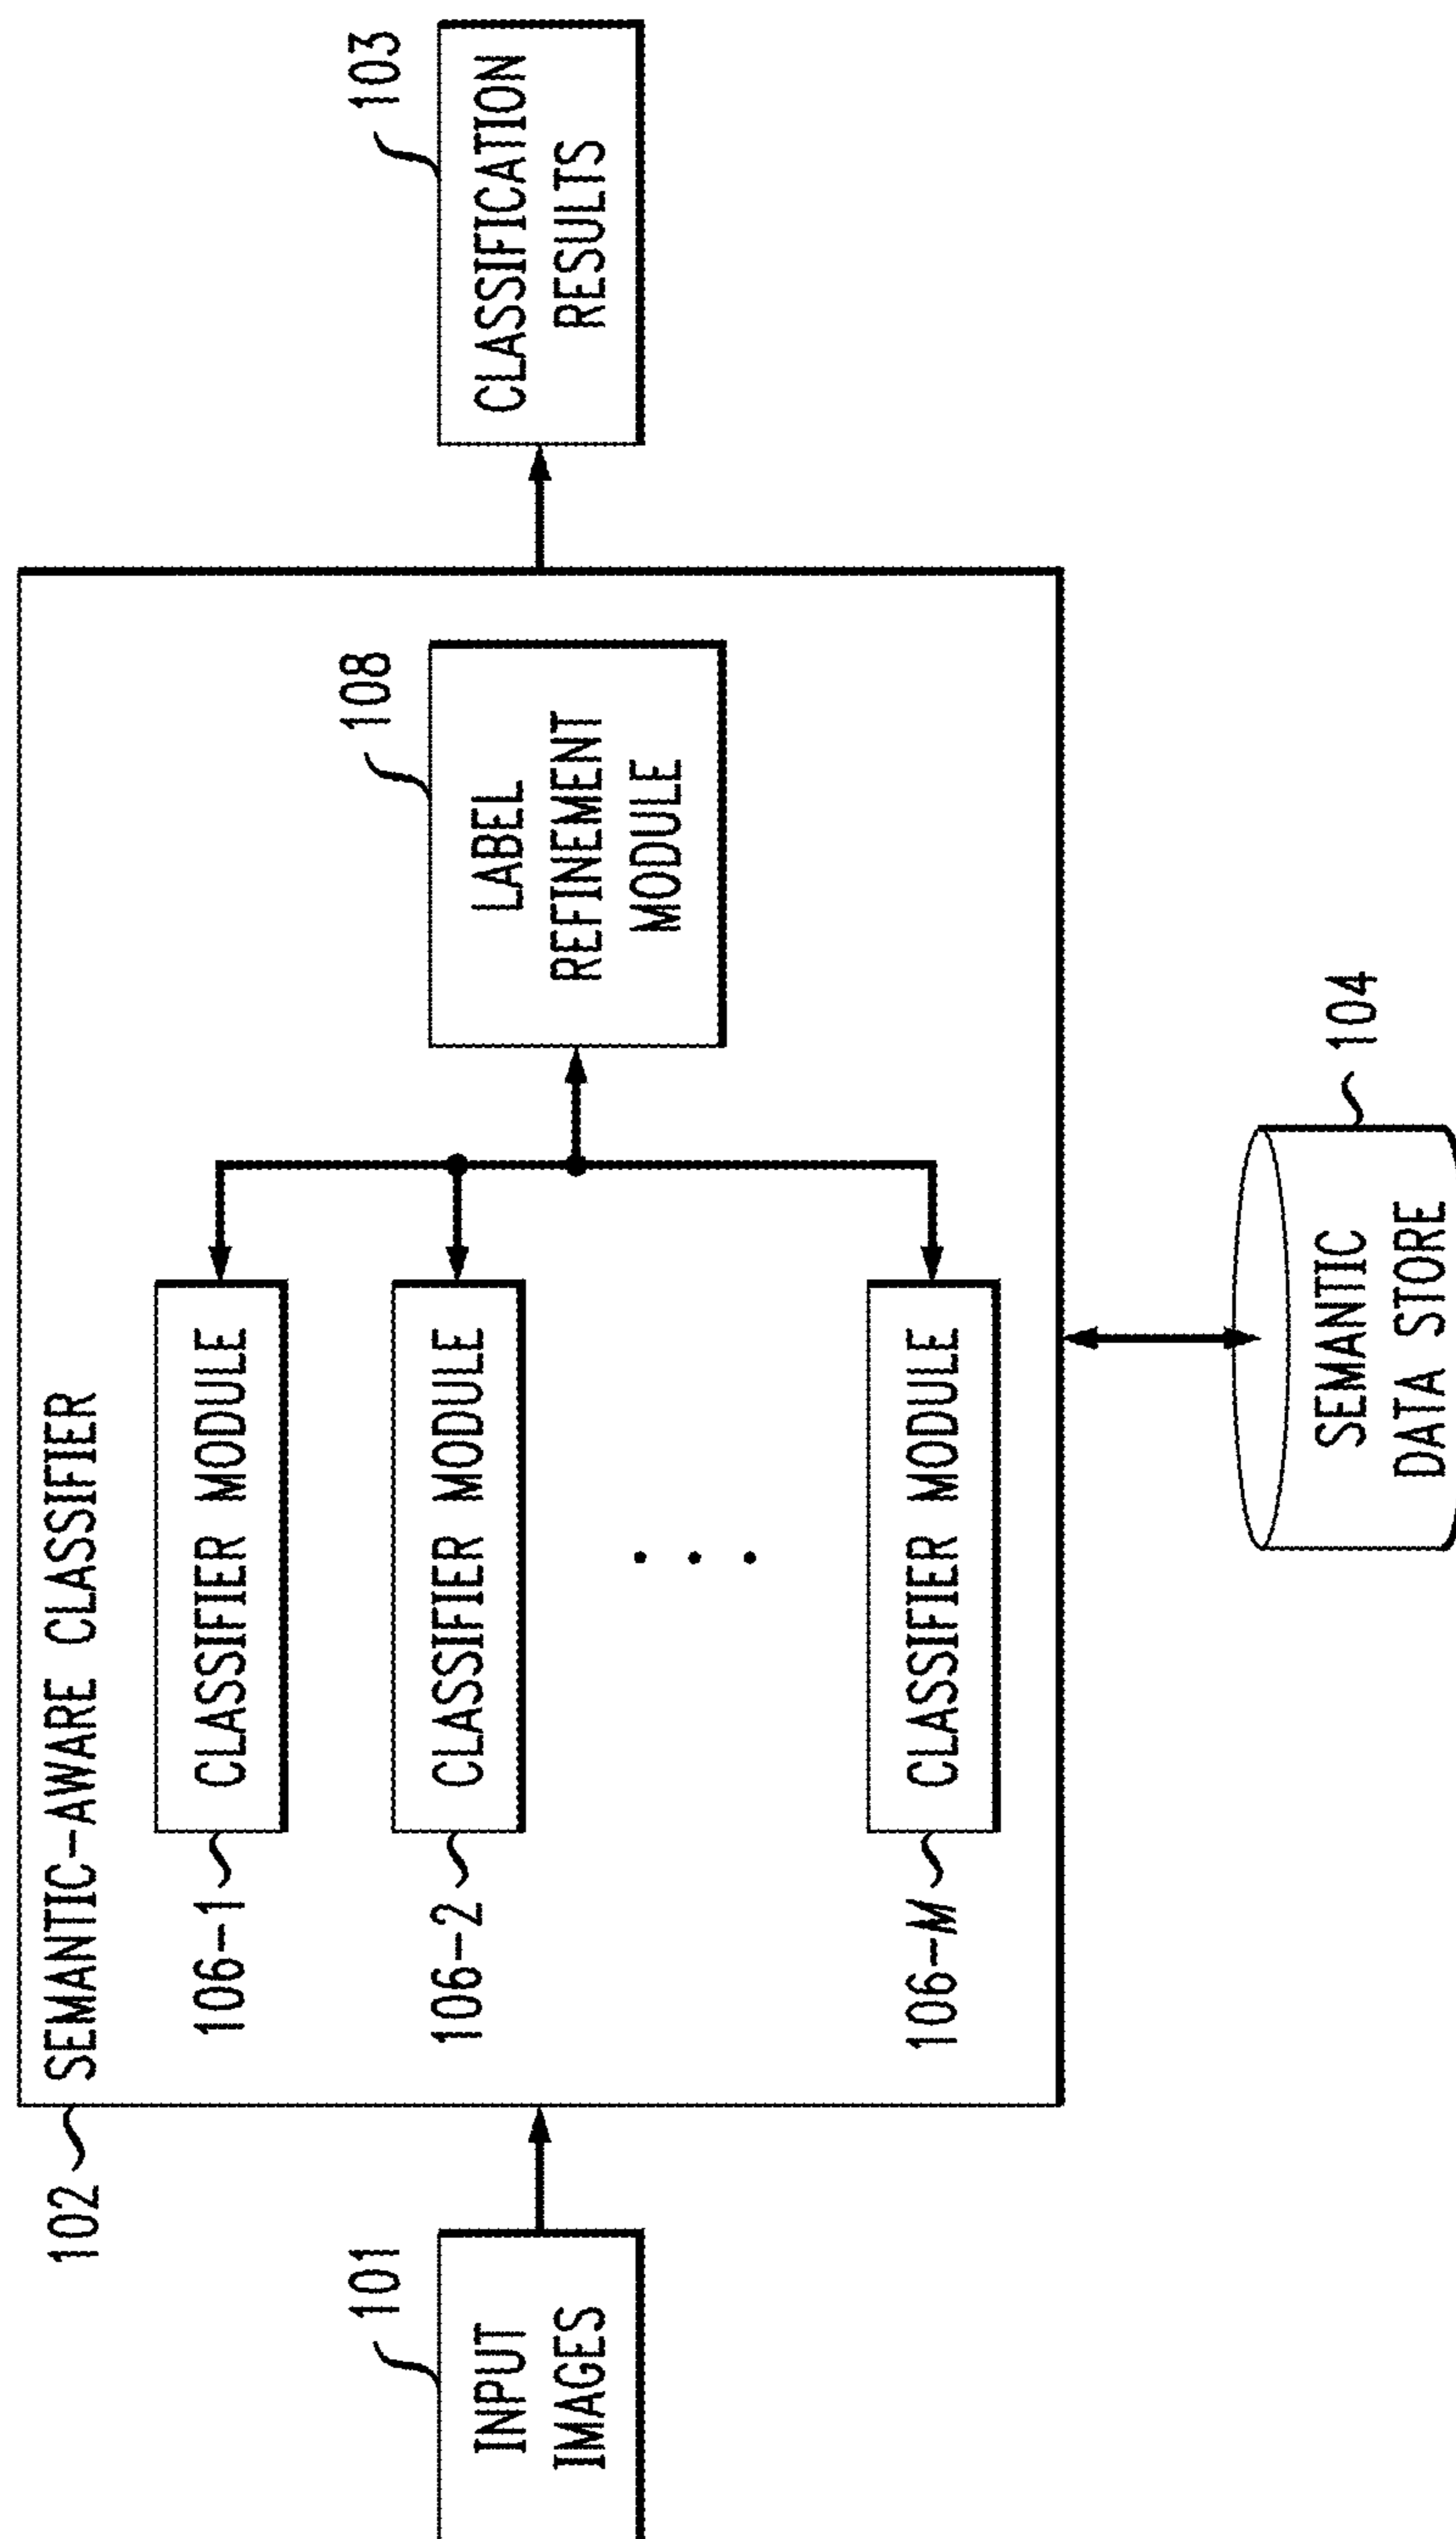 102
SEMANTIC-AWARE CLASSIFIER
101
INPUT
IMAGES
106-1
CLASSIFIER MODULE
106-2
CLASSIFIER MODULE
106-M
CLASSIFIER MODULE
108
LABEL
REFINEMENT
MODULE
103
CLASSIFICATION
RESULTS
104
SEMANTIC
DATA STORE